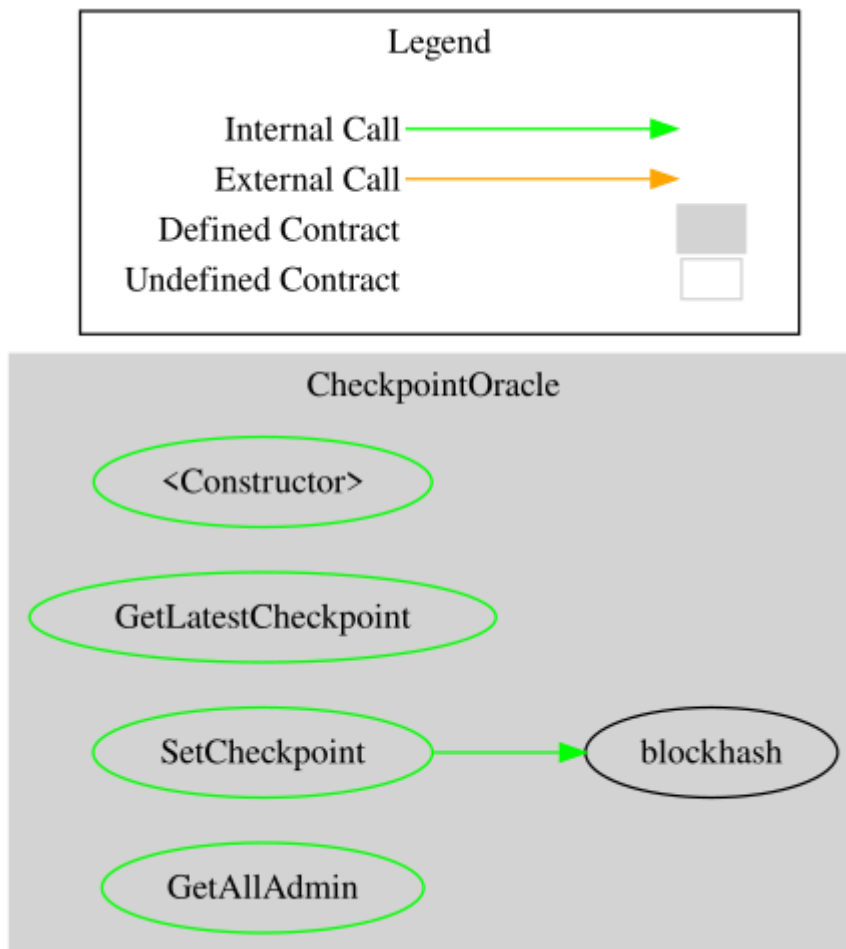 Legend
Internal Call
External Call
Defined Contract
Undefined Contract
CheckpointOracle
<Constructor>
GetLatestCheckpoint
SetCheckpoint
blockhash
GetAllAdmin